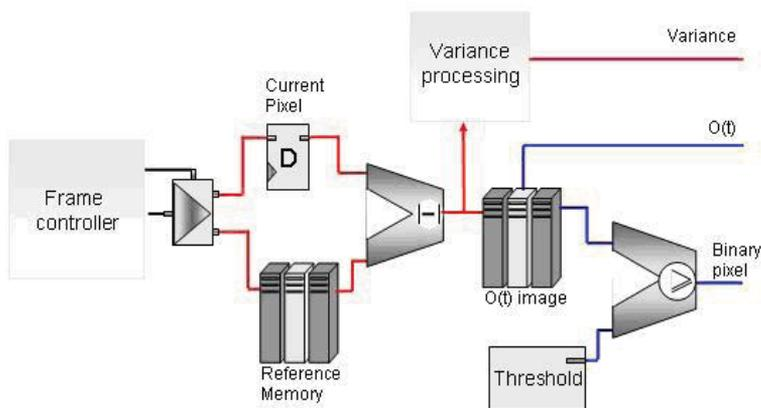 Variance
processing
Variance
Current
Pixel
D
O(t)
Frame
controller
|-|
Binary
pixel
≥
O(t) image
Threshold
Reference
Memory